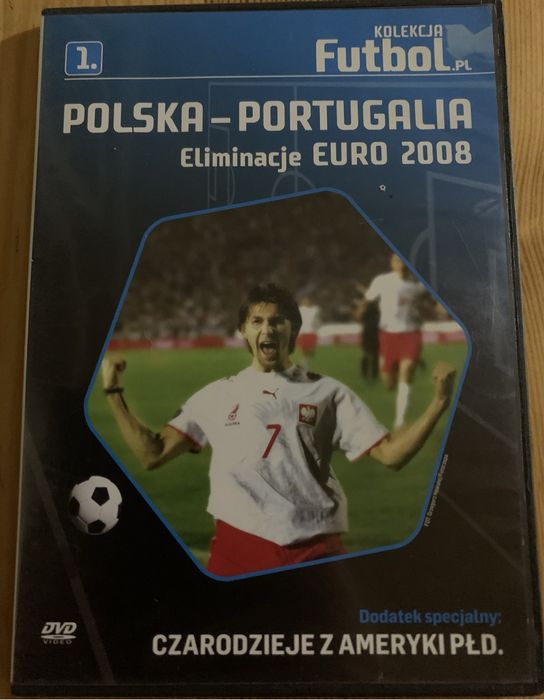 1.
KOLEKCJA
Futbol.PL
POLSKA – PORTUGALIA
Eliminacje EURO 2008
7
Dodatek specjalny:
CZARODZIEJE Z AMERYKI PŁD.
DVD
VIDEO